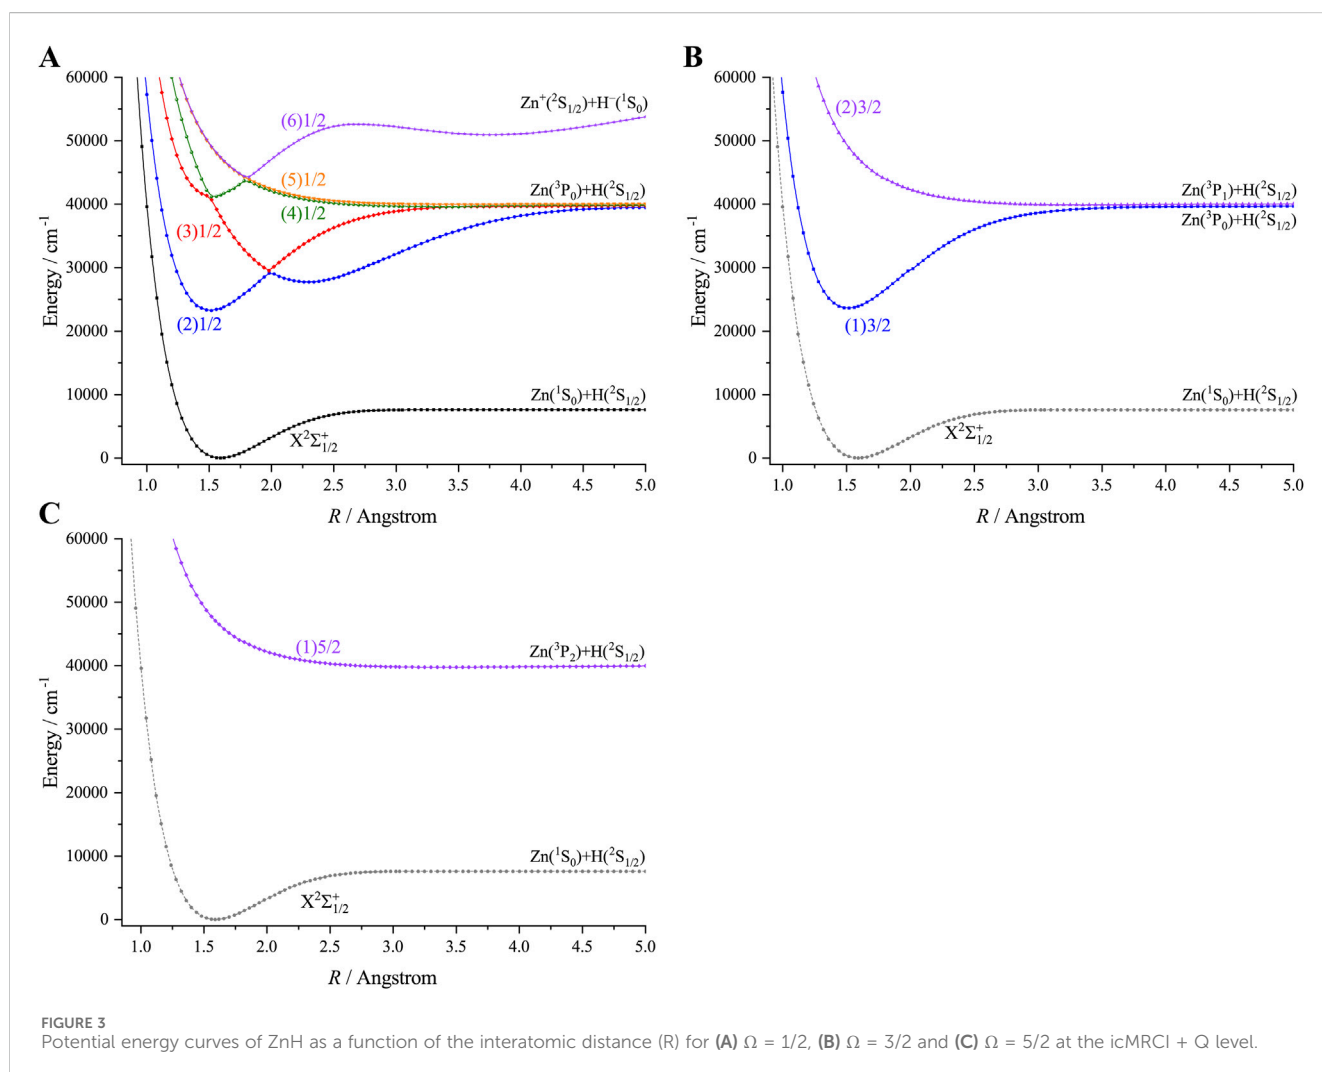 A
60000
50000
40000
30000
20000
10000
0
Energy / cm⁻¹
1.0 1.5 2.0 2.5 3.0 3.5 4.0 4.5 5.0
R / Angstrom
(6)1/2
(5)1/2
(4)1/2
(3)1/2
(2)1/2
X²Σ⁺₁/₂
Zn⁺(²S₁/₂)+H⁻(¹S₀)
Zn(³P₀)+H(²S₁/₂)
Zn(¹S₀)+H(²S₁/₂)
B
60000
50000
40000
30000
20000
10000
0
Energy / cm⁻¹
1.0 1.5 2.0 2.5 3.0 3.5 4.0 4.5 5.0
R / Angstrom
(2)3/2
(1)3/2
X²Σ⁺₁/₂
Zn(³P₁)+H(²S₁/₂)
Zn(³P₀)+H(²S₁/₂)
Zn(¹S₀)+H(²S₁/₂)
C
60000
50000
40000
30000
20000
10000
0
Energy / cm⁻¹
1.0 1.5 2.0 2.5 3.0 3.5 4.0 4.5 5.0
R / Angstrom
(1)5/2
X²Σ⁺₁/₂
Zn(³P₂)+H(²S₁/₂)
Zn(¹S₀)+H(²S₁/₂)
FIGURE 3
Potential energy curves of ZnH as a function of the interatomic distance (R) for (A) Ω = 1/2, (B) Ω = 3/2 and (C) Ω = 5/2 at the icMRCI + Q level.